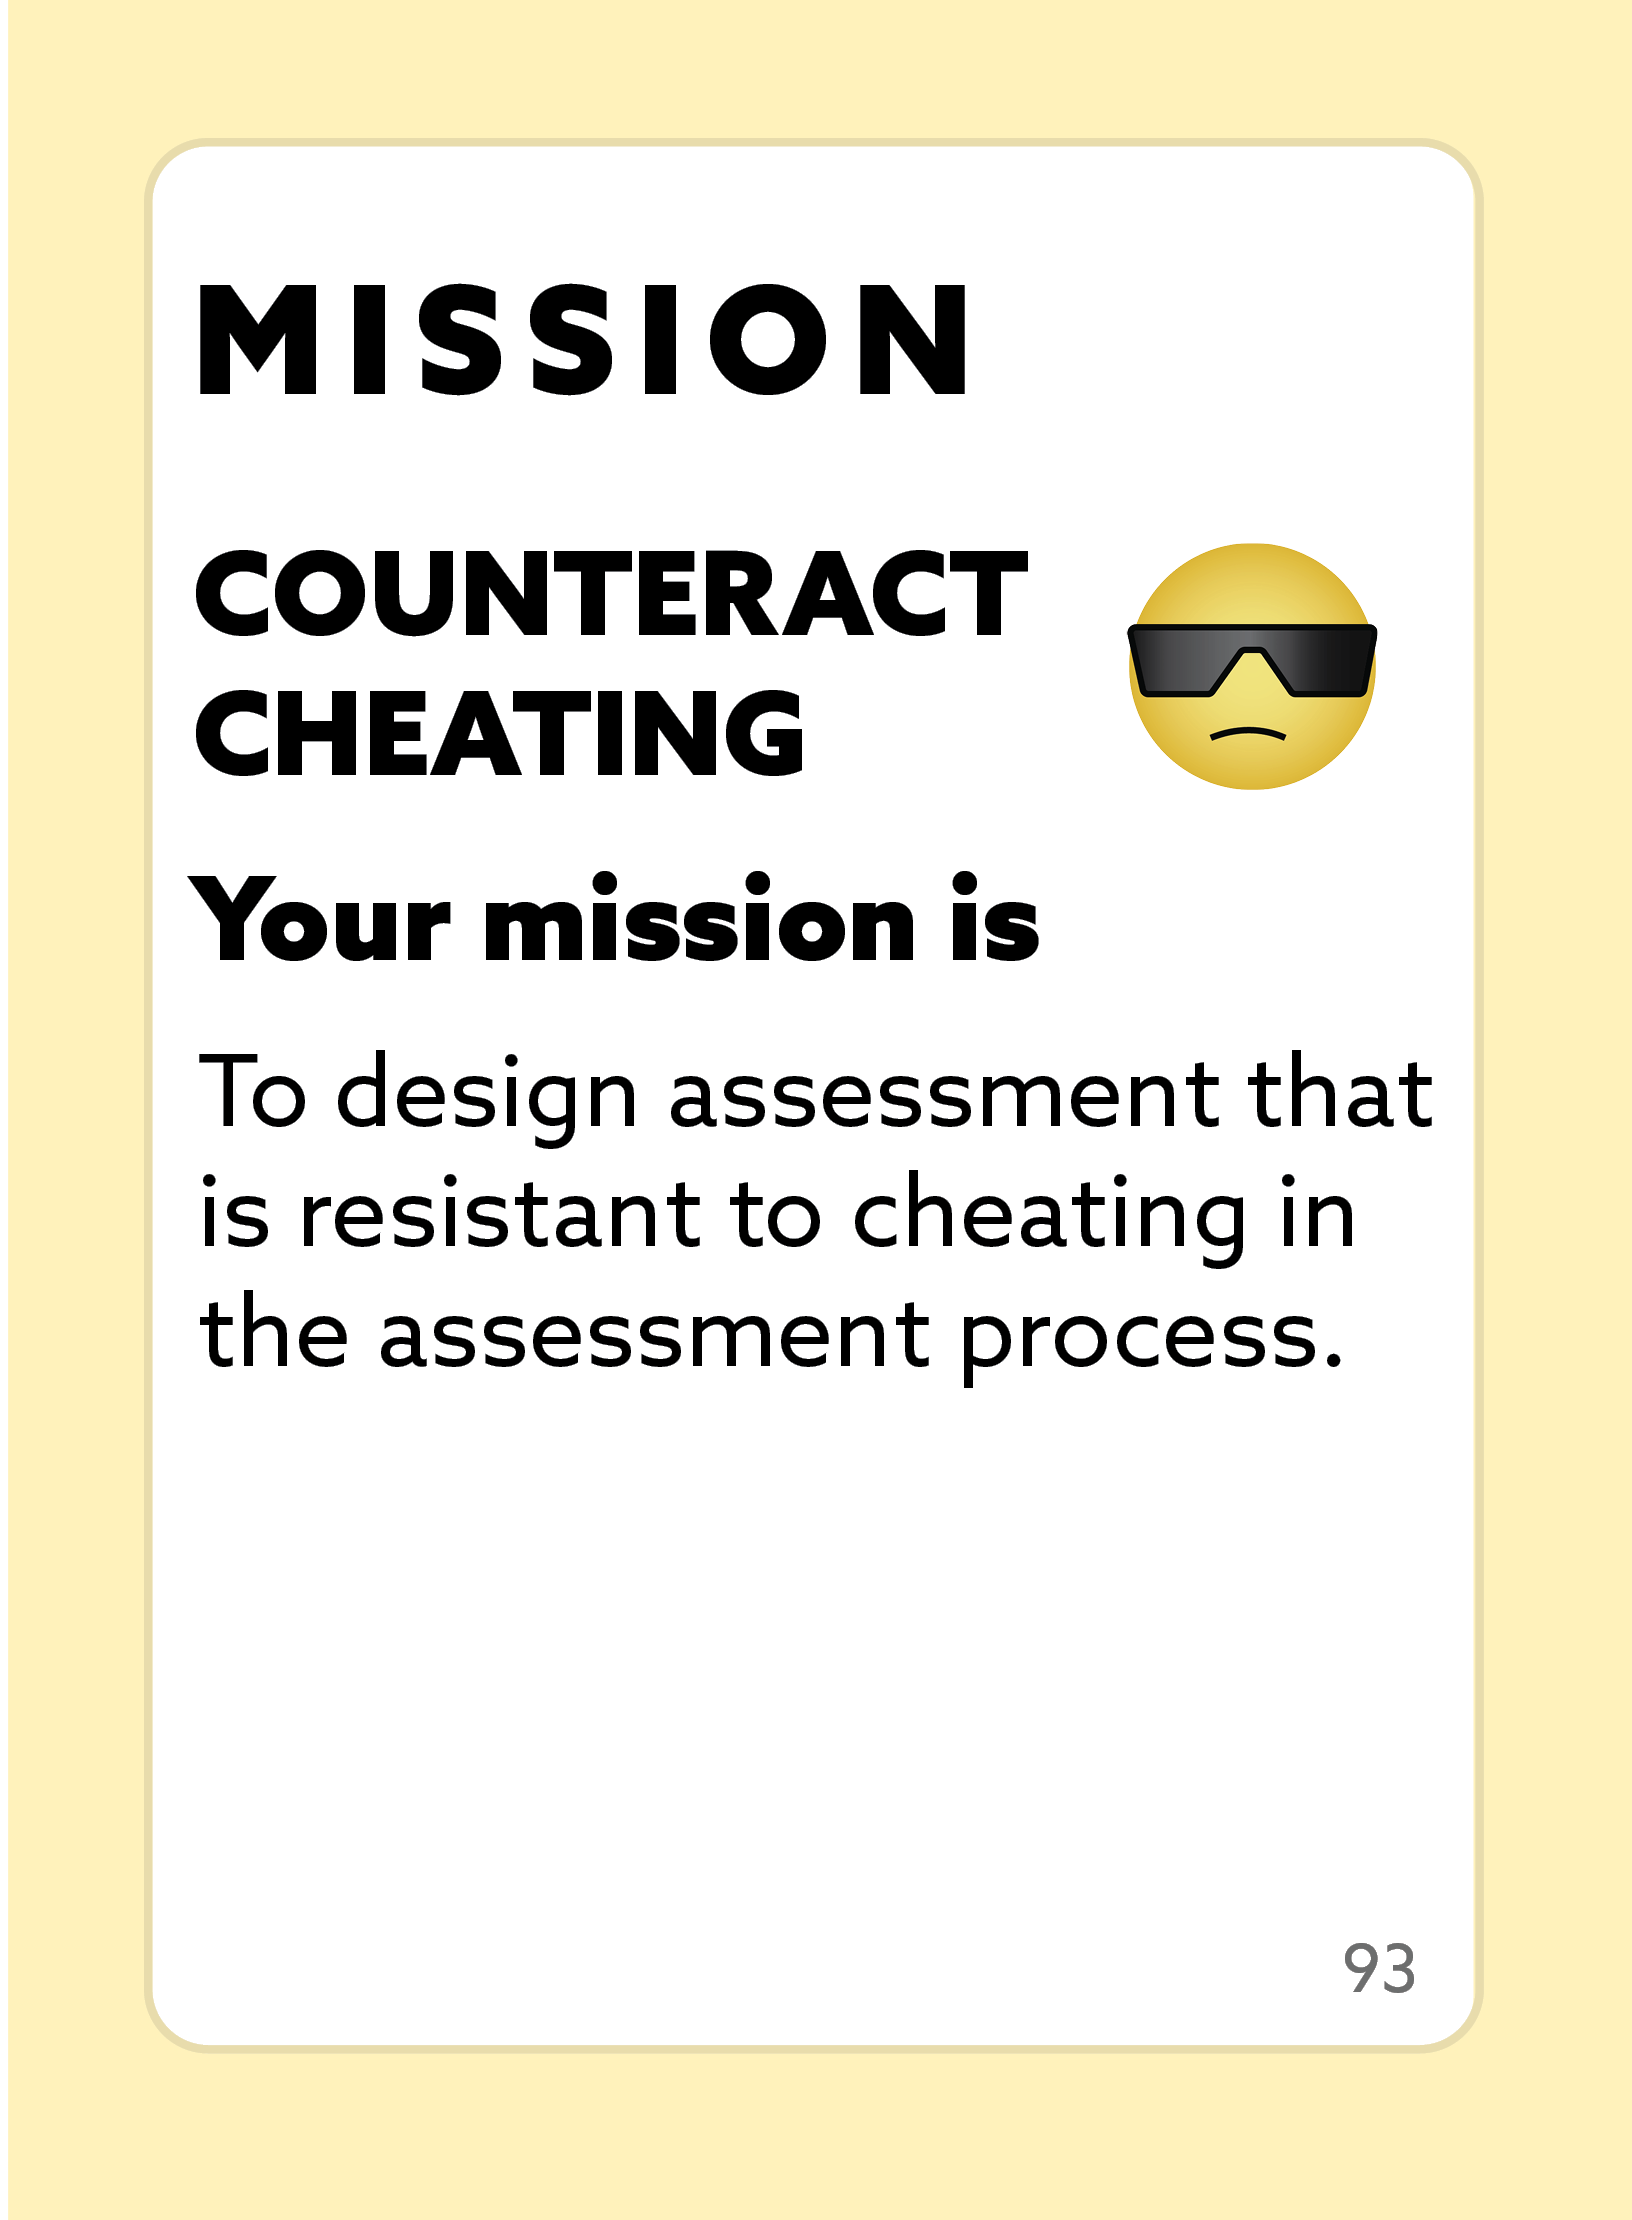 MISSION
COUNTERACT
CHEATING
Your mission is
To design assessment that
is resistant to cheating in
the assessment process.
93